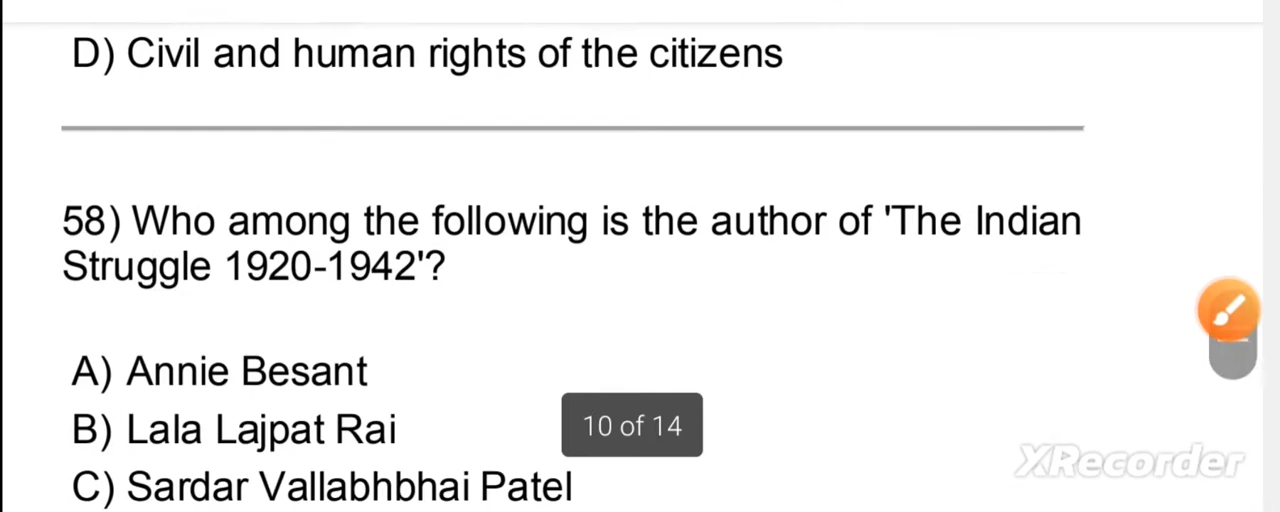 D) Civil and human rights of the citizens
58) Who among the following is the author of 'The Indian
Struggle 1920-1942'?
A) Annie Besant
B) Lala Lajpat Rai
10 of 14
C) Sardar Vallabhbhai Patel
XRecorder